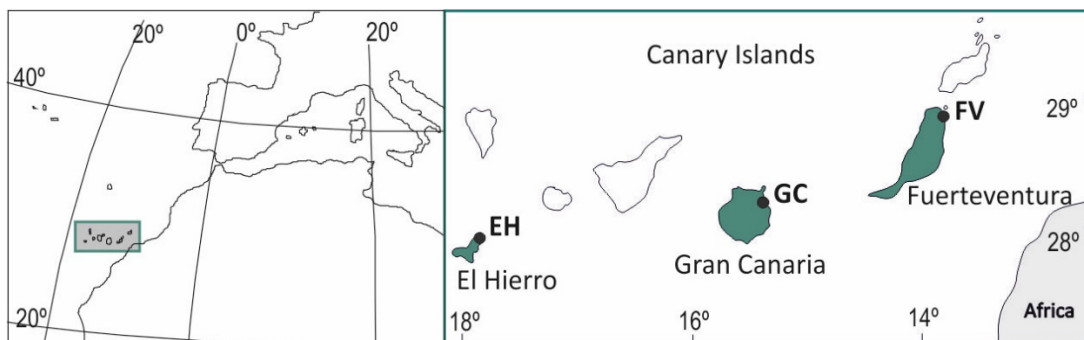 20º
0º
20º
40º
20º
Canary Islands
29º
FV
Fuerteventura
GC
28º
EH
Gran Canaria
El Hierro
Africa
18º
16º
14º